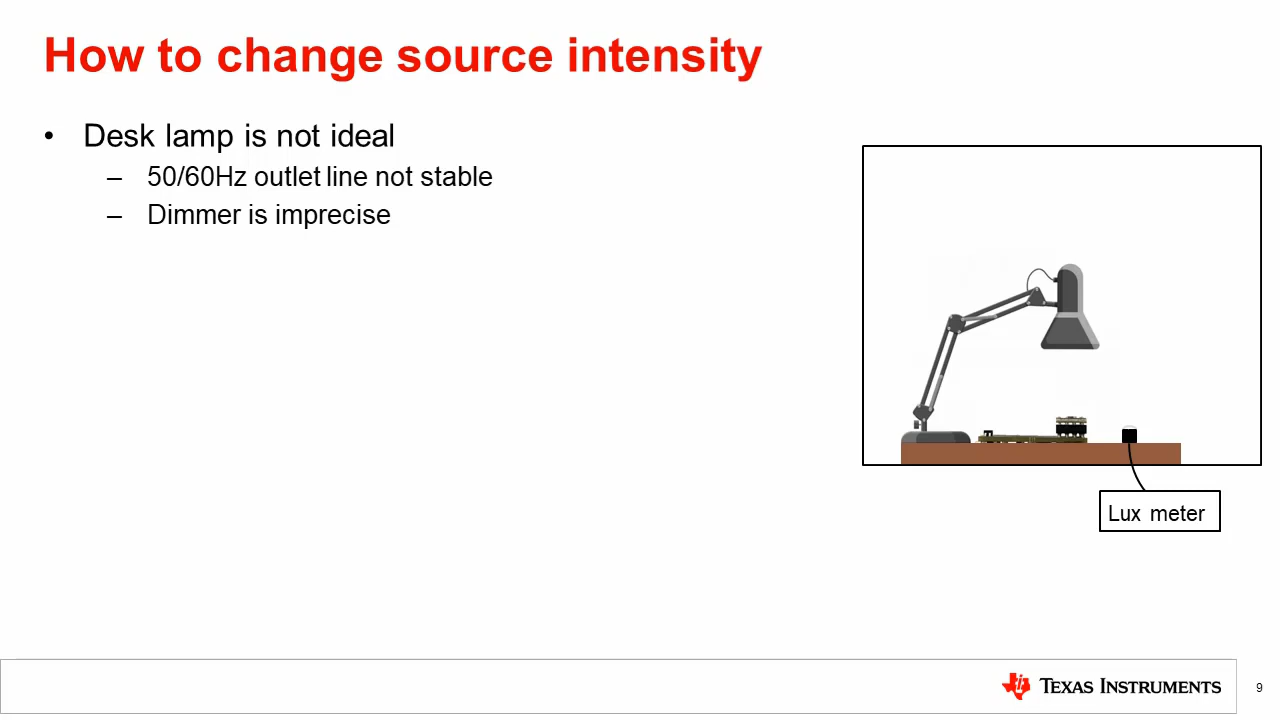 How to change source intensity
• Desk lamp is not ideal
– 50/60Hz outlet line not stable
– Dimmer is imprecise
Lux meter
TEXAS INSTRUMENTS
9